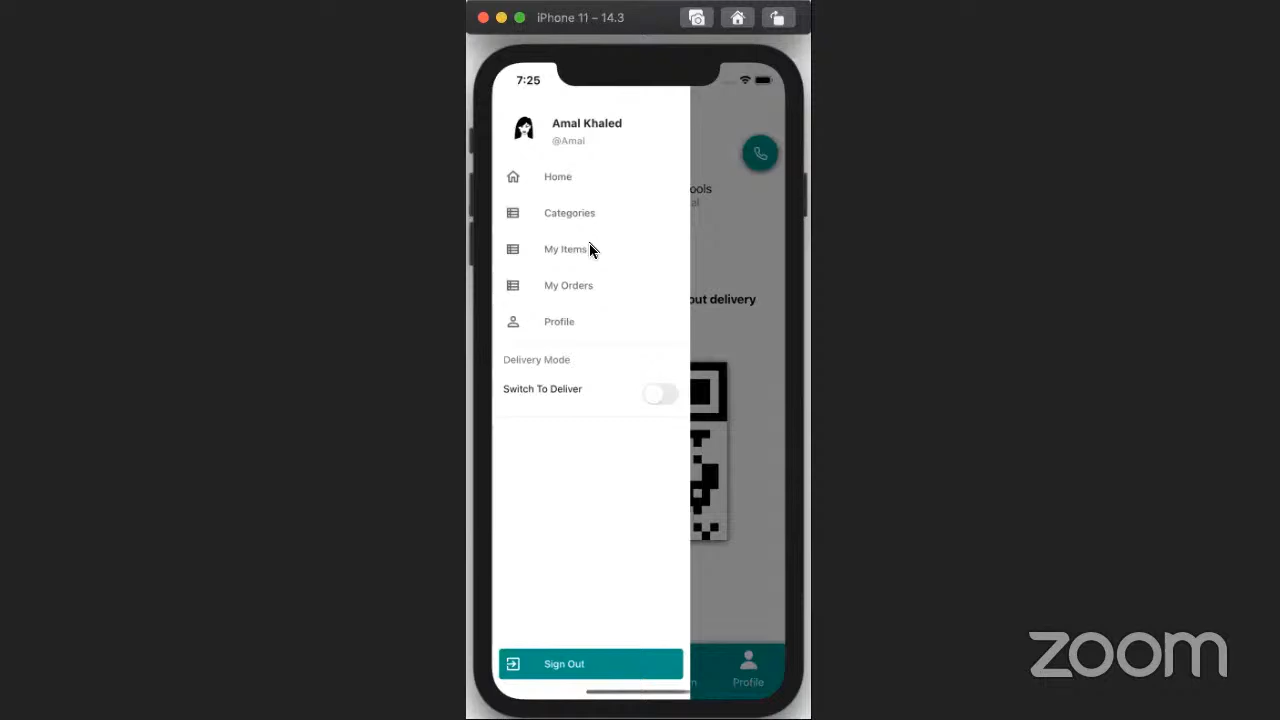 iPhone 11 – 14.3
7:25
Amal Khaled
@Amal
Home
Categories
My Items
My Orders
Profile
Delivery Mode
Switch To Deliver
Sign Out
ools
al
out delivery
Profile
zoom